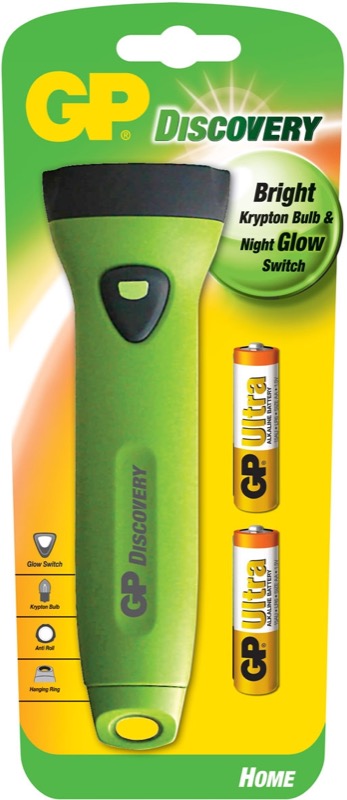 GP®
DISCOVERY
Bright
Krypton Bulb &
Night Glow
Switch
GP Ultra
ALKALINE BATTERY
GP Ultra
ALKALINE BATTERY
GP DISCOVERY
Glow Switch
Krypton Bulb
Anti Roll
Hanging Ring
HOME